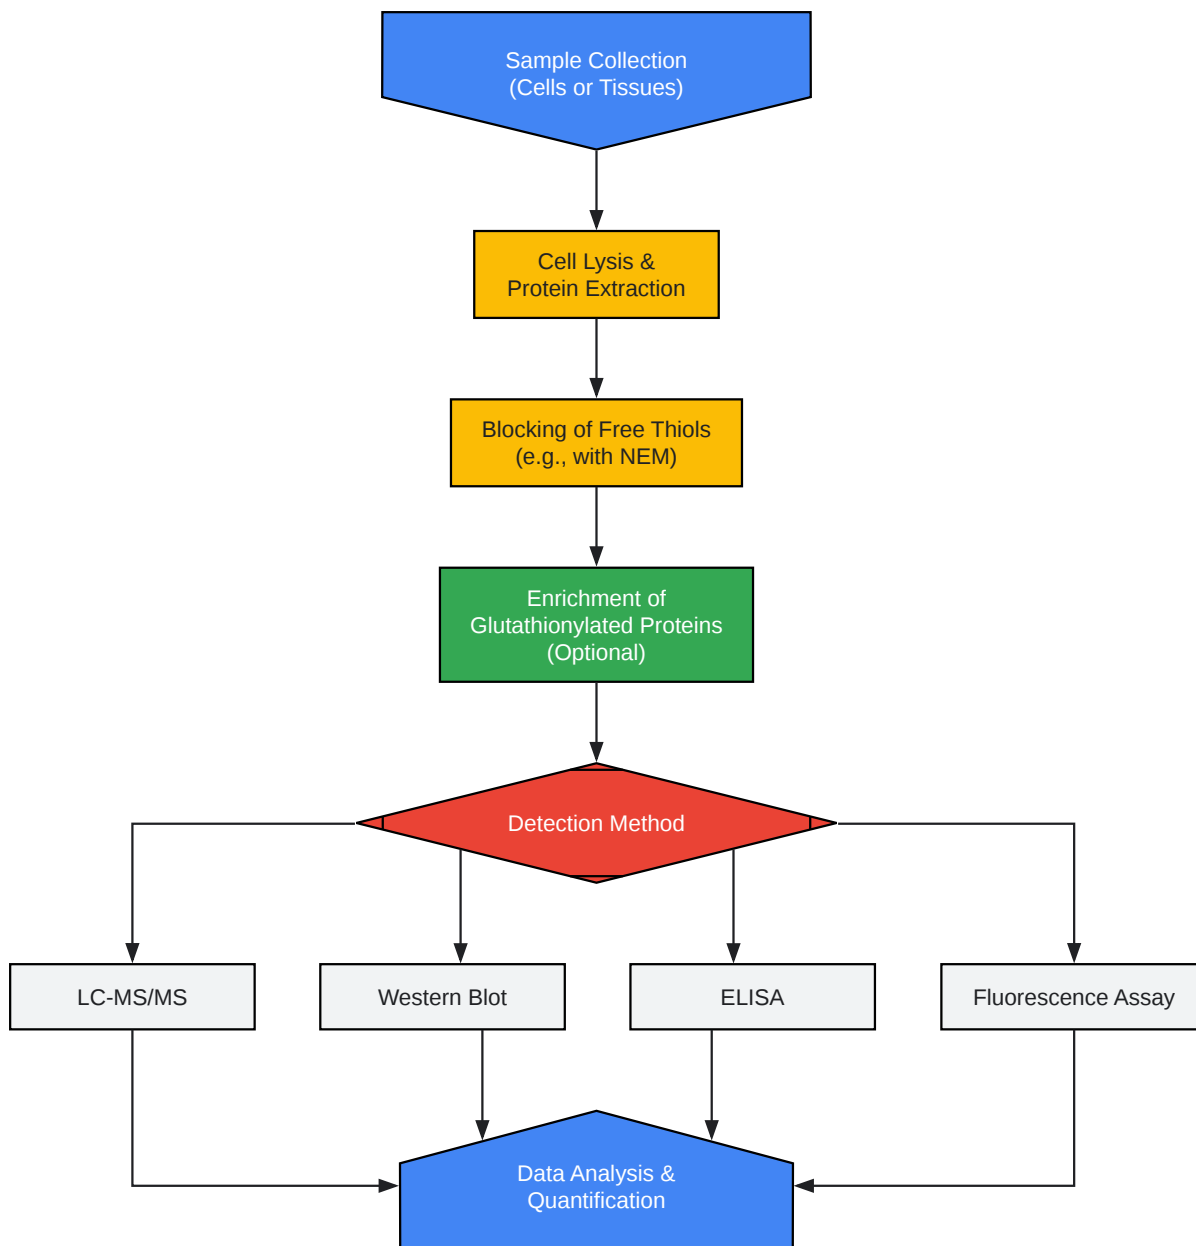 Sample Collection
(Cells or Tissues)
Cell Lysis &
Protein Extraction
Blocking of Free Thiols
(e.g., with NEM)
Enrichment of
Glutathionylated Proteins
(Optional)
Detection Method
LC-MS/MS
Western Blot
ELISA
Fluorescence Assay
Data Analysis &
Quantification